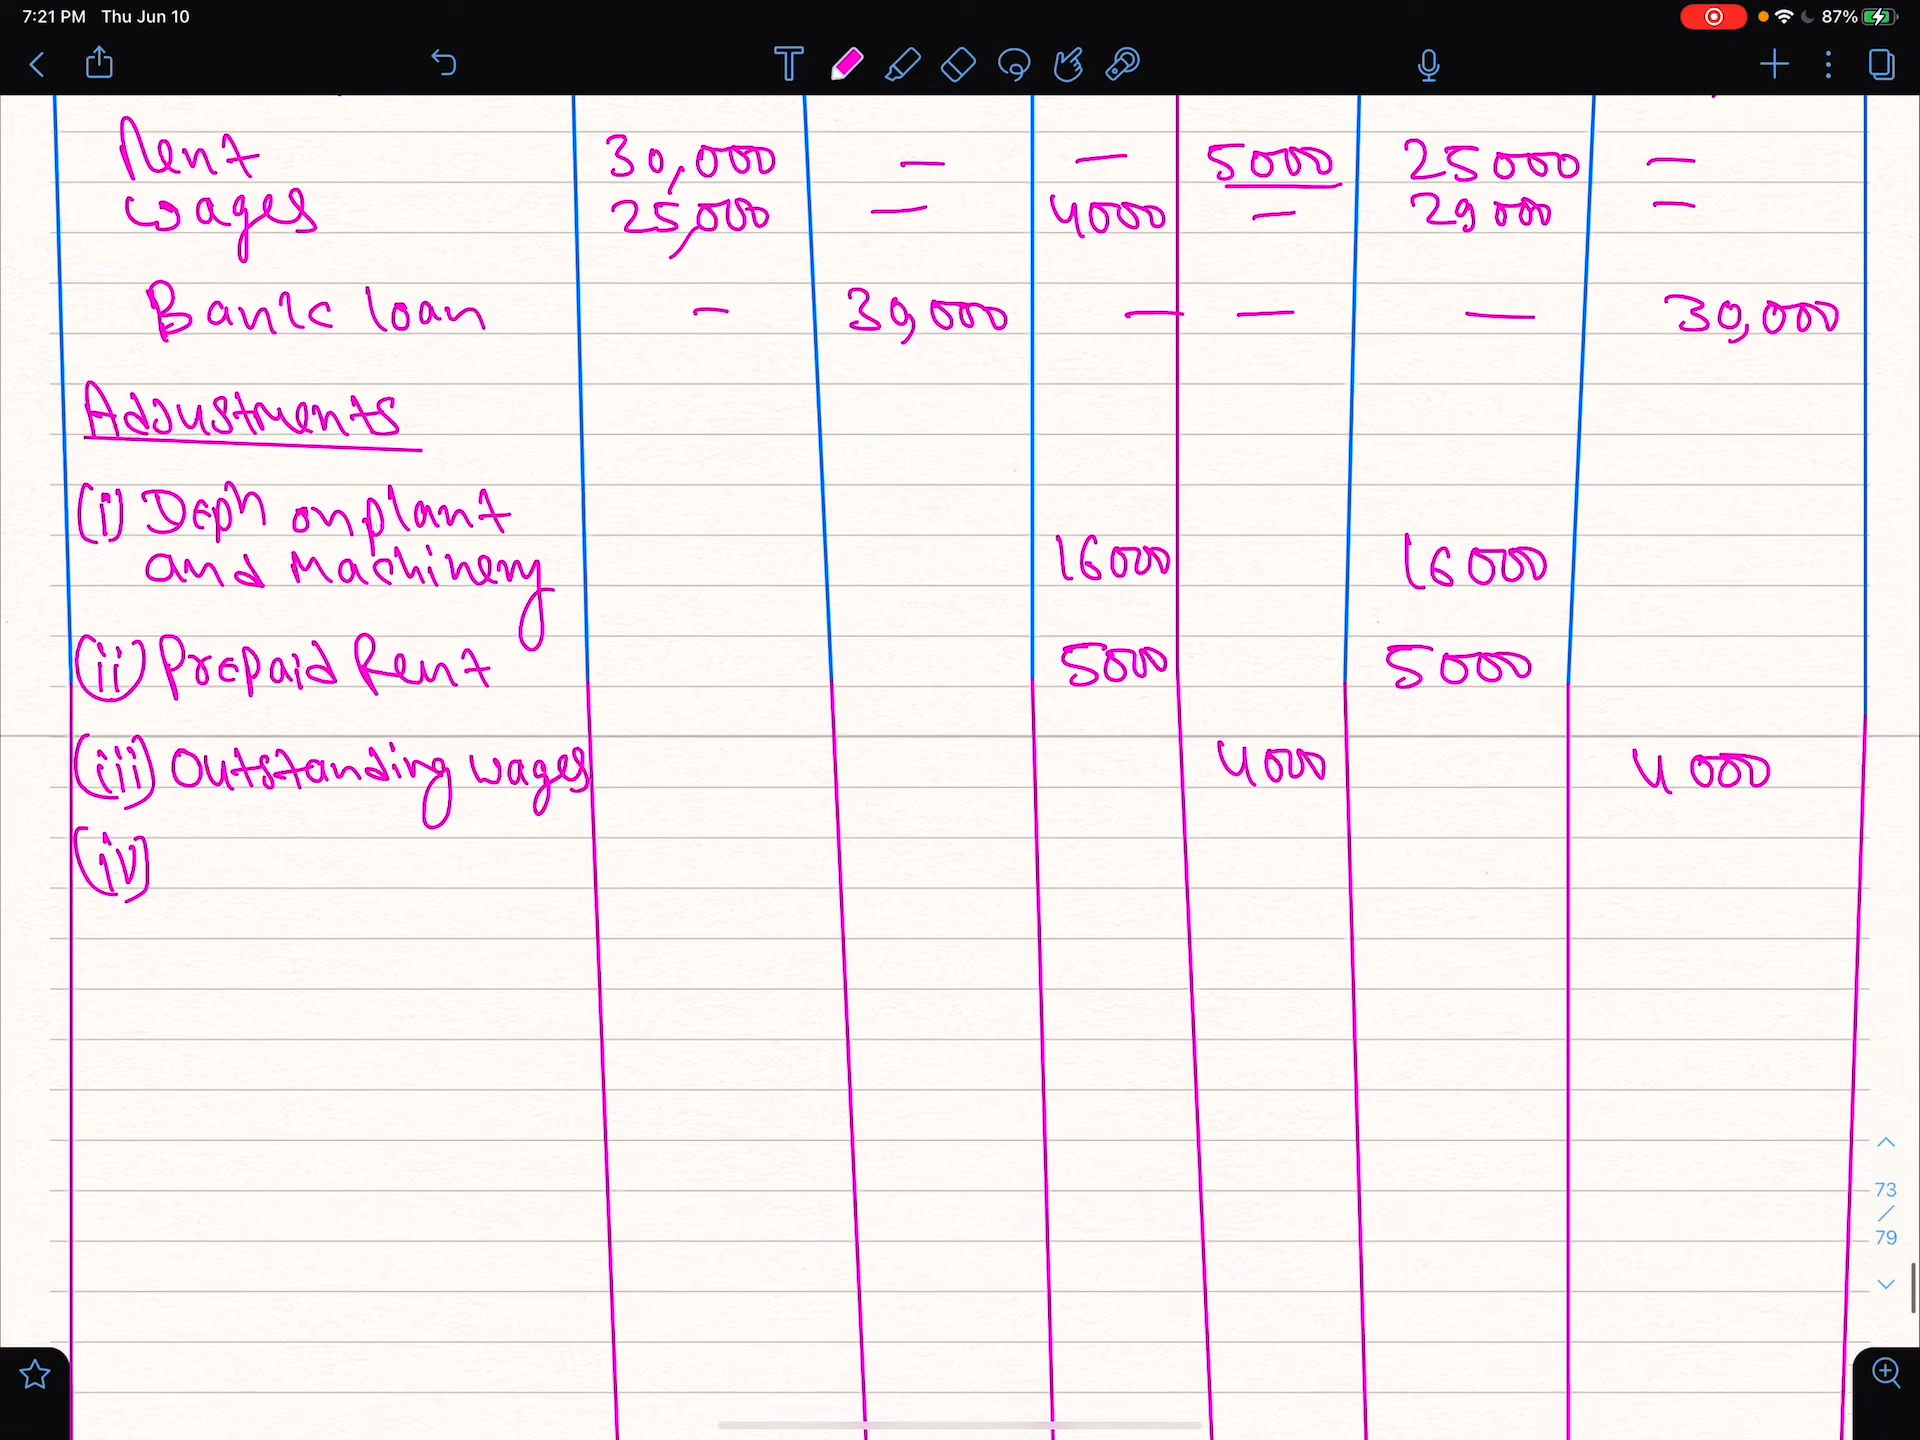 7:21 PM Thu Jun 10 87%
T
Rent 30,000 — — 5000 25000 —
wages 25,000 — 4000 — 29000 —
Bank loan — 30,000 — — — 30,000
Adjustments
(i) Deph on plant
and Machinery 16000 16000
(ii) Prepaid Rent 5000 5000
(iii) Outstanding wages 4000 4000
(iv)
73
/
79